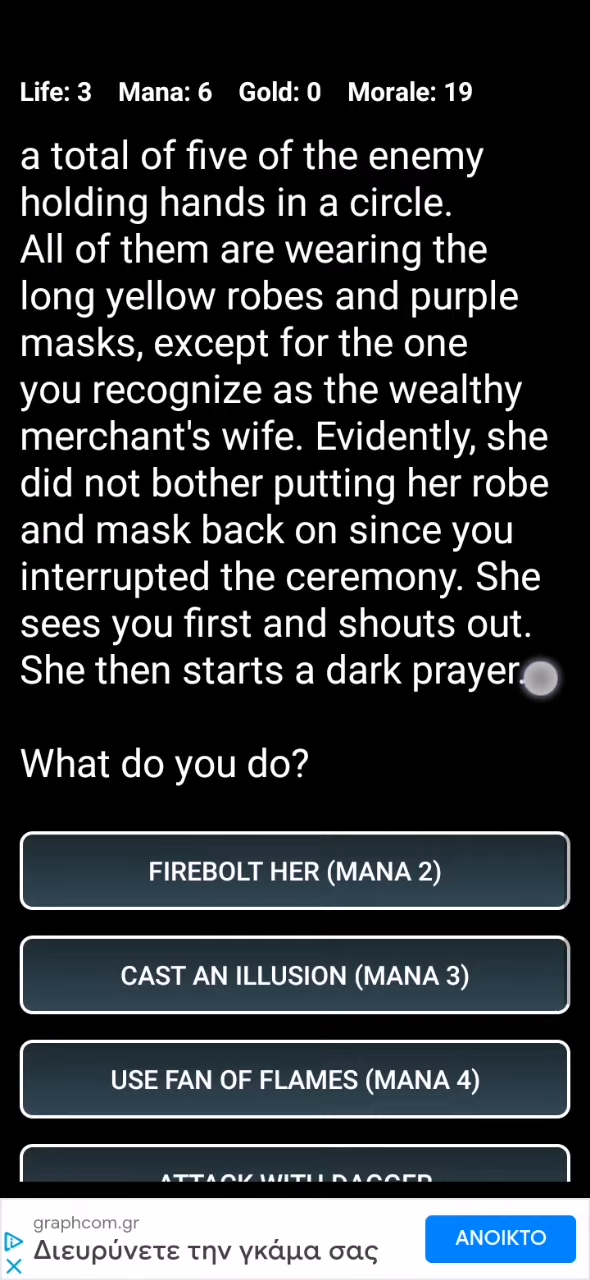 Life: 3 Mana: 6 Gold: 0 Morale: 19
a total of five of the enemy
holding hands in a circle.
All of them are wearing the
long yellow robes and purple
masks, except for the one
you recognize as the wealthy
merchant's wife. Evidently, she
did not bother putting her robe
and mask back on since you
interrupted the ceremony. She
sees you first and shouts out.
She then starts a dark prayer.
What do you do?
FIREBOLT HER (MANA 2)
CAST AN ILLUSION (MANA 3)
USE FAN OF FLAMES (MANA 4)
ATTACK WITH DAGGER
graphcom.gr
Διευρύνετε την γκάμα σας
ΑΝΟΙΚΤΟ